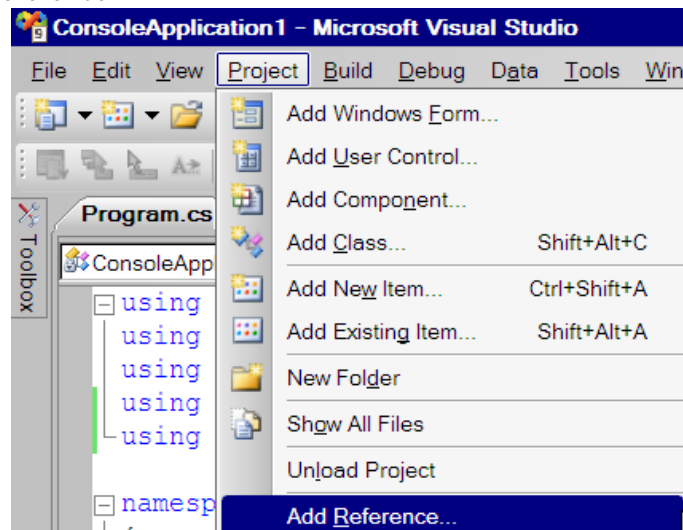 ConsoleApplication1 - Microsoft Visual Studio
File Edit View Project Build Debug Data Tools Win
Add Windows Form...
Add User Control...
Add Component...
Program.cs
Add Class... Shift+Alt+C
Toolbox
ConsoleApp
Add New Item... Ctrl+Shift+A
using
Add Existing Item... Shift+Alt+A
using
using
New Folder
using
Show All Files
using
Unload Project
namesp
Add Reference...